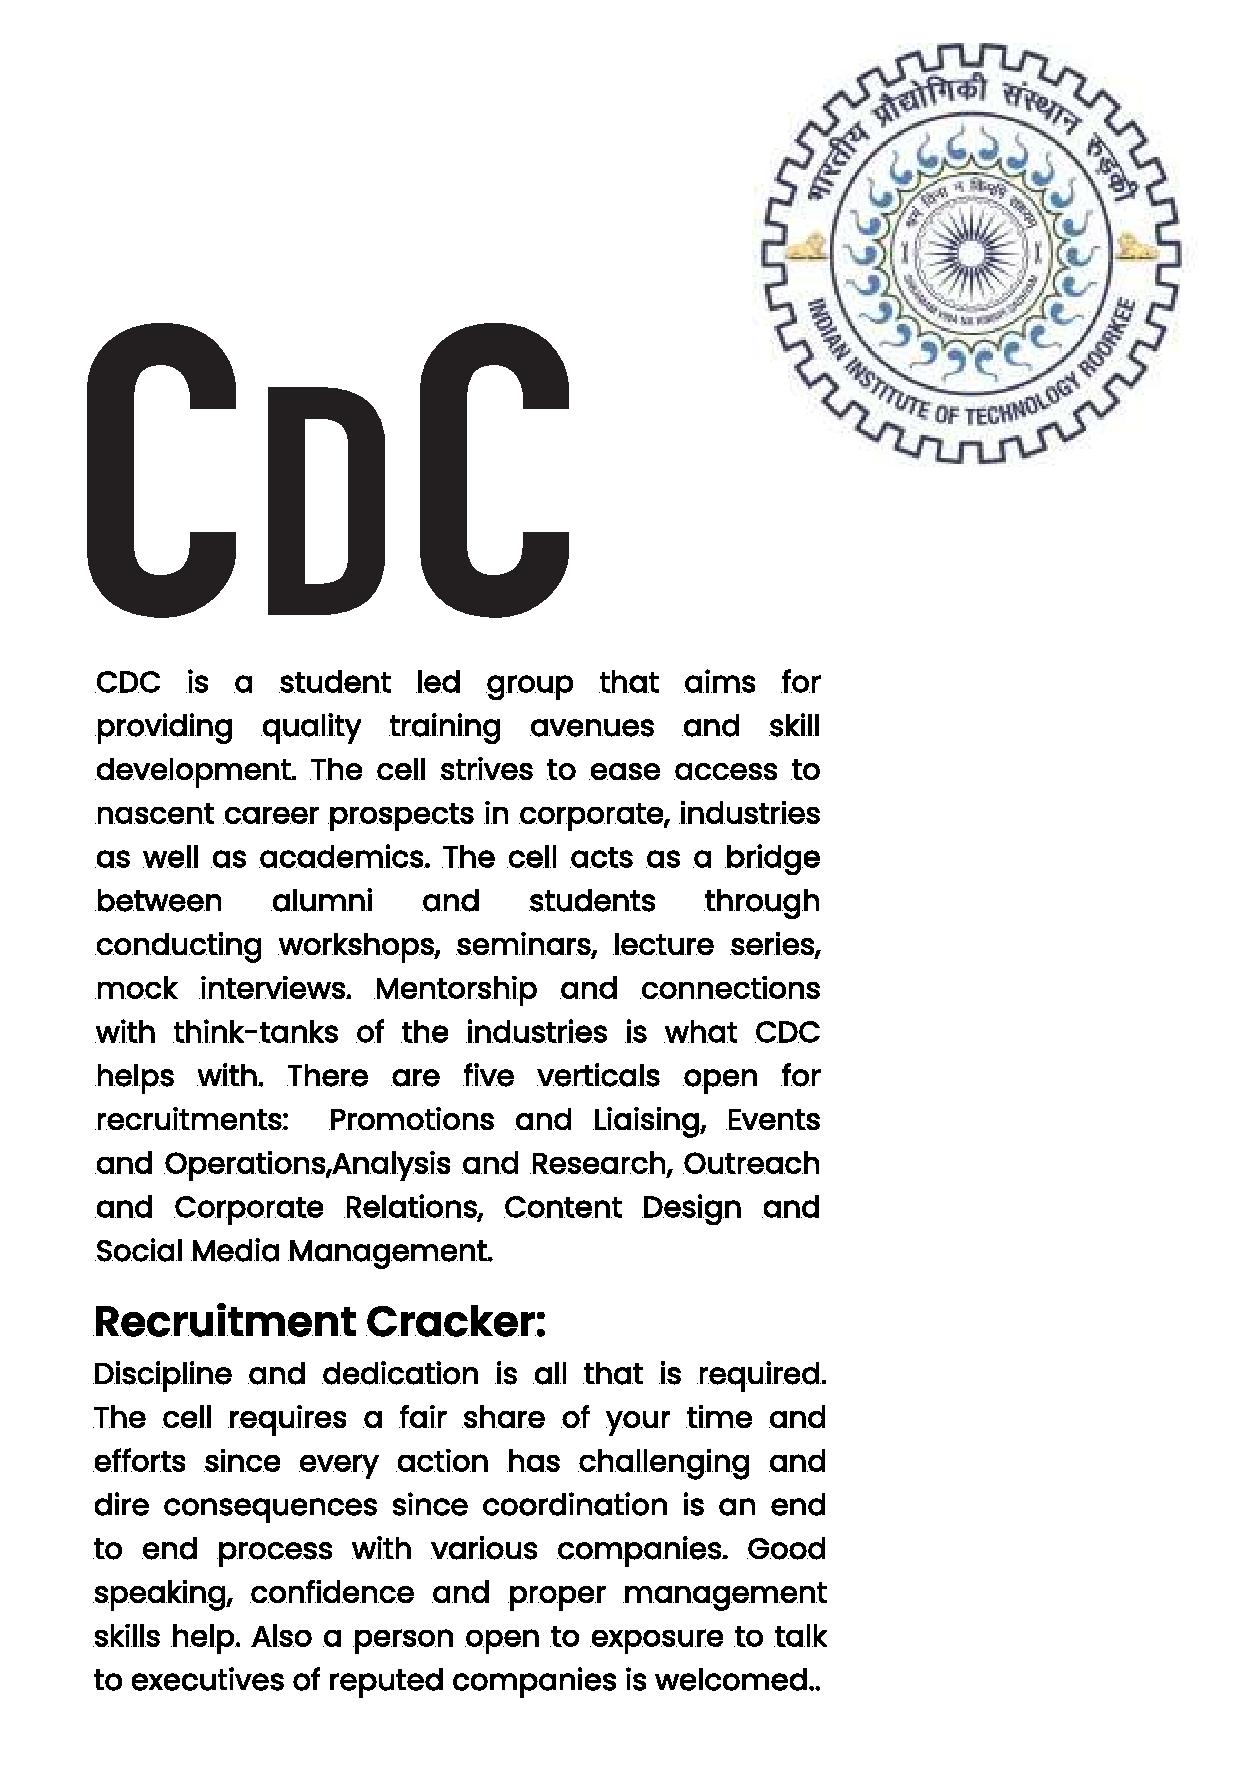 भारतीय प्रौद्योगिकी संस्थान रुड़की
श्रमं विना न किमपि साध्यम्
SHRAMAM VINA NA KIMAPI SADHYAM
INDIAN INSTITUTE OF TECHNOLOGY ROORKEE
CDC
CDC is a student led group that aims for
providing quality training avenues and skill
development. The cell strives to ease access to
nascent career prospects in corporate, industries
as well as academics. The cell acts as a bridge
between alumni and students through
conducting workshops, seminars, lecture series,
mock interviews. Mentorship and connections
with think-tanks of the industries is what CDC
helps with. There are five verticals open for
recruitments: Promotions and Liaising, Events
and Operations,Analysis and Research, Outreach
and Corporate Relations, Content Design and
Social Media Management.
Recruitment Cracker:
Discipline and dedication is all that is required.
The cell requires a fair share of your time and
efforts since every action has challenging and
dire consequences since coordination is an end
to end process with various companies. Good
speaking, confidence and proper management
skills help. Also a person open to exposure to talk
to executives of reputed companies is welcomed..